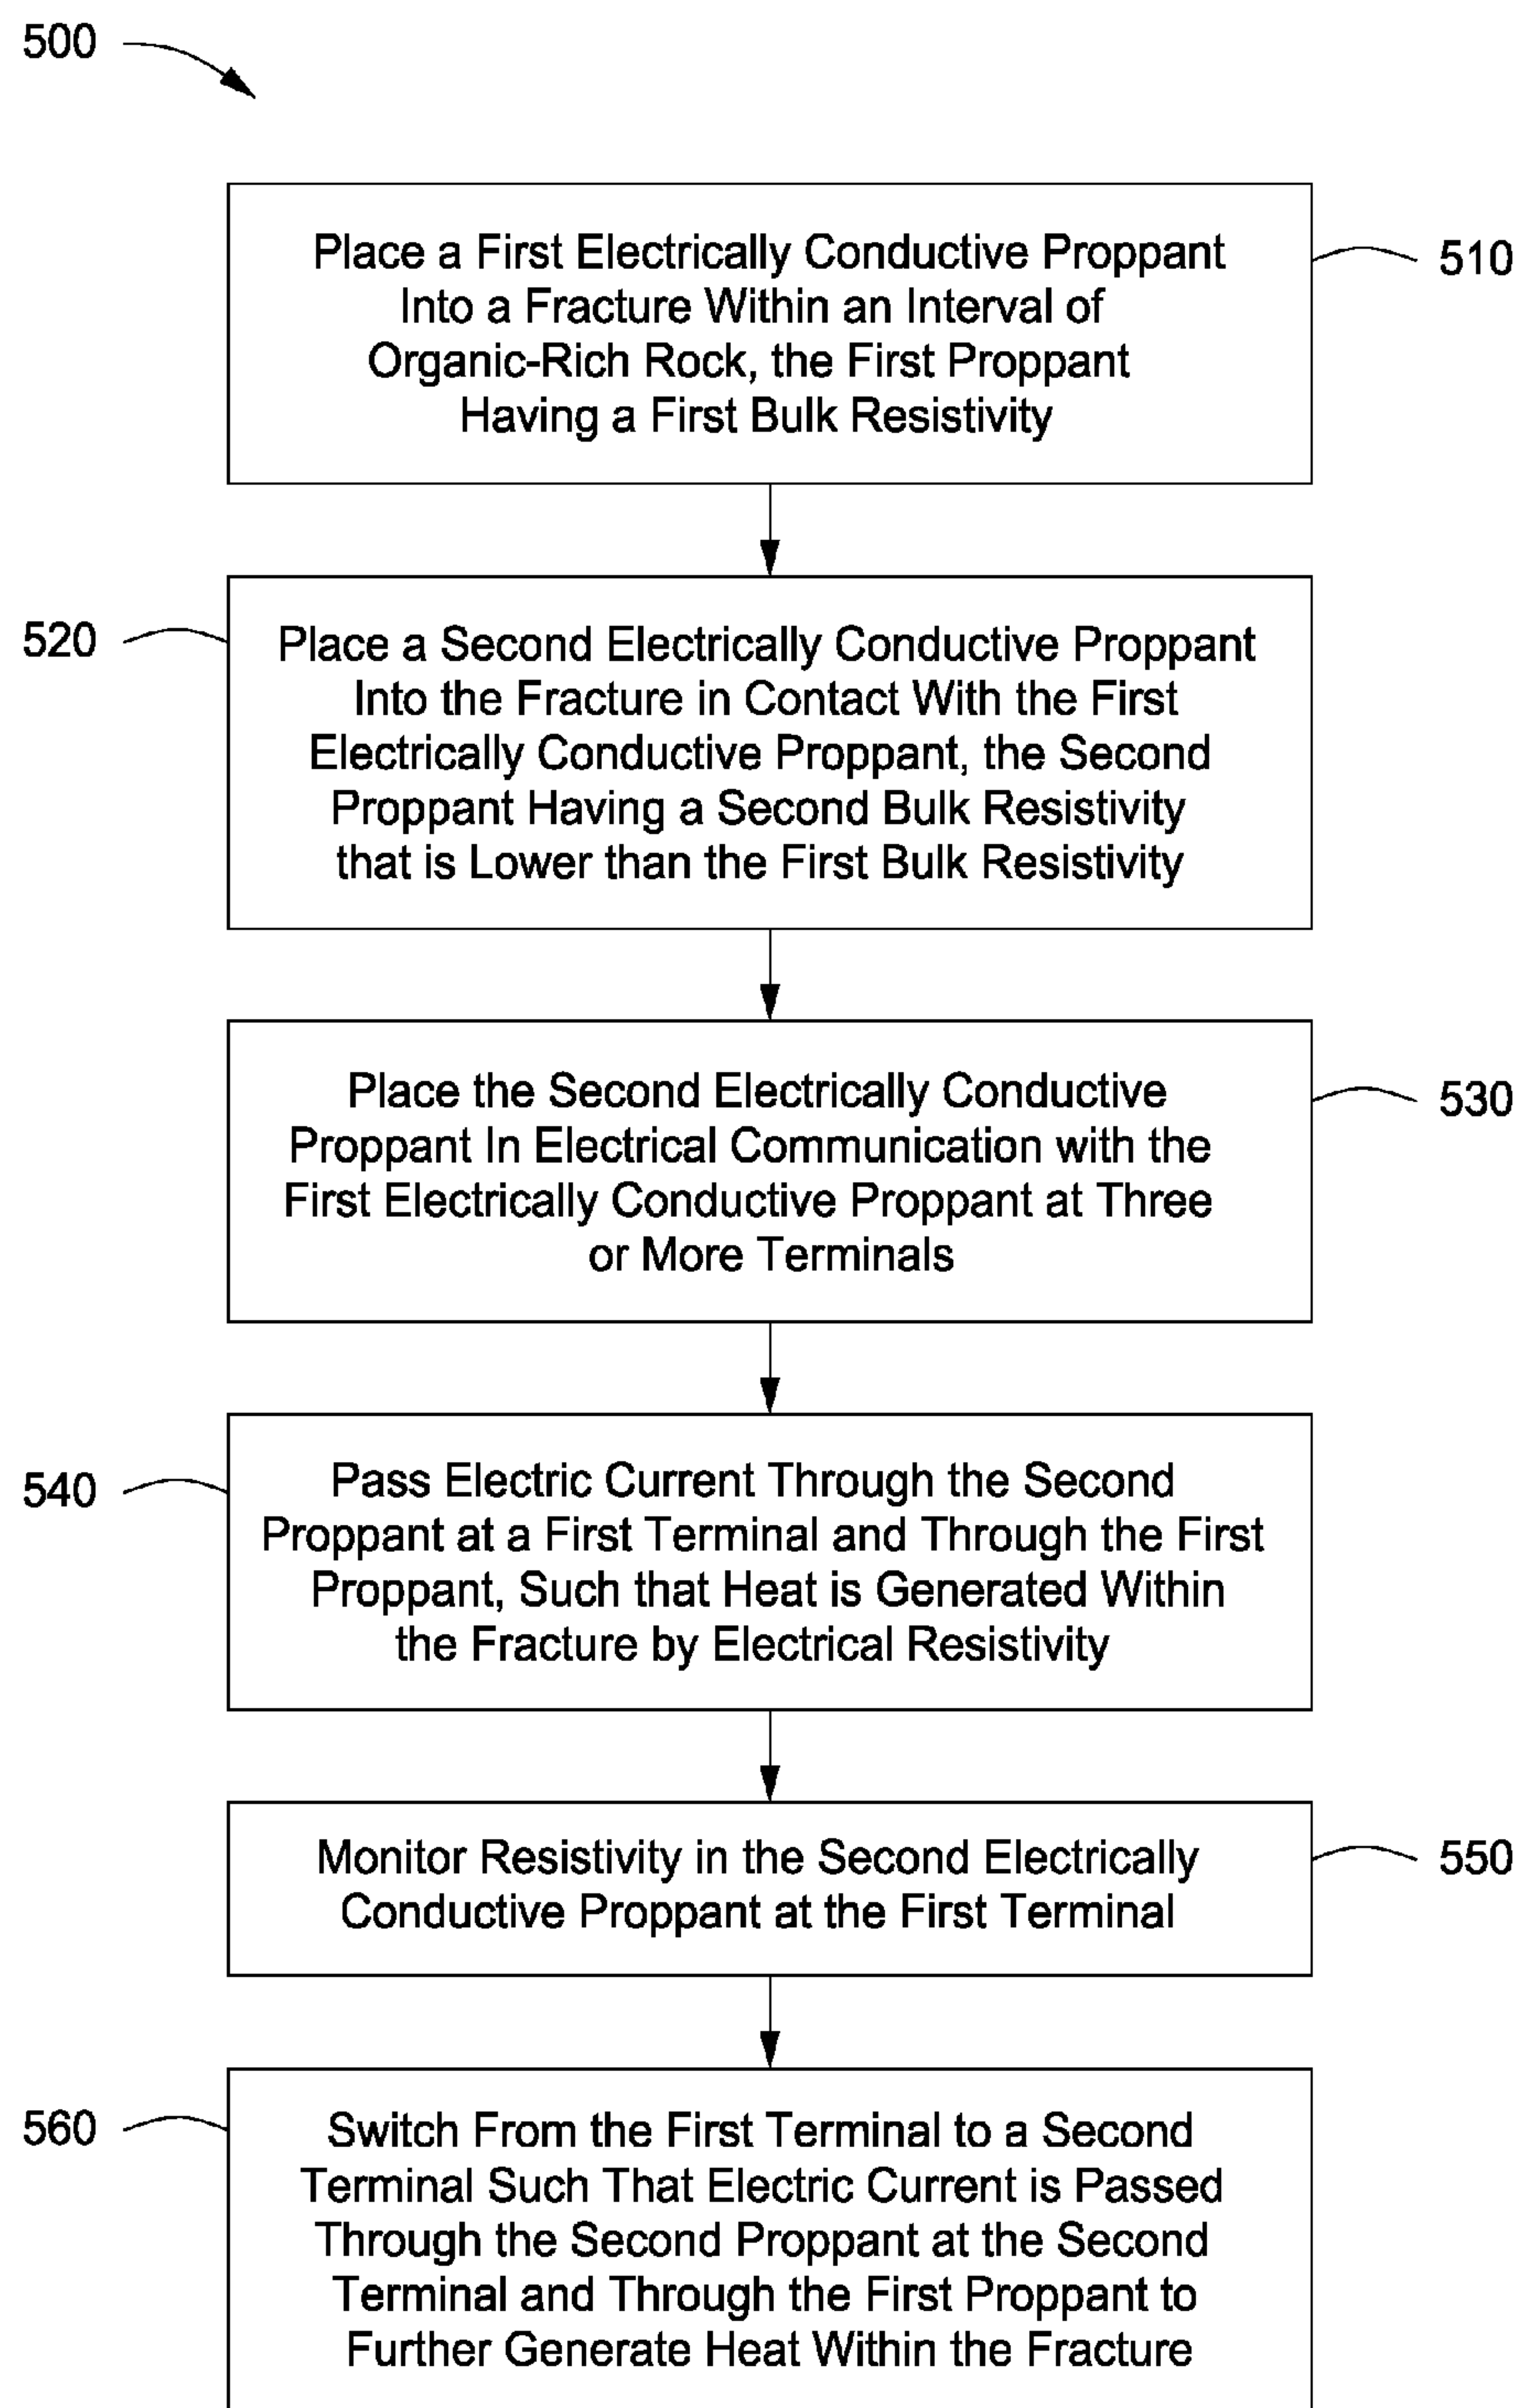 500
Place a First Electrically Conductive Proppant
Into a Fracture Within an Interval of
Organic-Rich Rock, the First Proppant
Having a First Bulk Resistivity
510
520
Place a Second Electrically Conductive Proppant
Into the Fracture in Contact With the First
Electrically Conductive Proppant, the Second
Proppant Having a Second Bulk Resistivity
that is Lower than the First Bulk Resistivity
Place the Second Electrically Conductive
Proppant In Electrical Communication with the
First Electrically Conductive Proppant at Three
or More Terminals
530
540
Pass Electric Current Through the Second
Proppant at a First Terminal and Through the First
Proppant, Such that Heat is Generated Within
the Fracture by Electrical Resistivity
Monitor Resistivity in the Second Electrically
Conductive Proppant at the First Terminal
550
560
Switch From the First Terminal to a Second
Terminal Such That Electric Current is Passed
Through the Second Proppant at the Second
Terminal and Through the First Proppant to
Further Generate Heat Within the Fracture